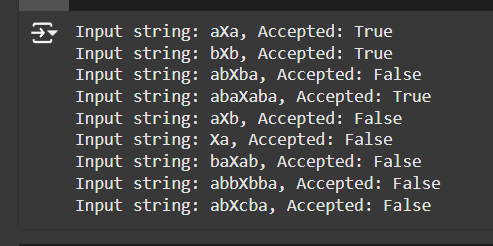 Input string: aXa, Accepted: True
Input string: bXb, Accepted: True
Input string: abXba, Accepted: False
Input string: abaXaba, Accepted: True
Input string: aXb, Accepted: False
Input string: Xa, Accepted: False
Input string: baXab, Accepted: False
Input string: abbXbba, Accepted: False
Input string: abXcba, Accepted: False